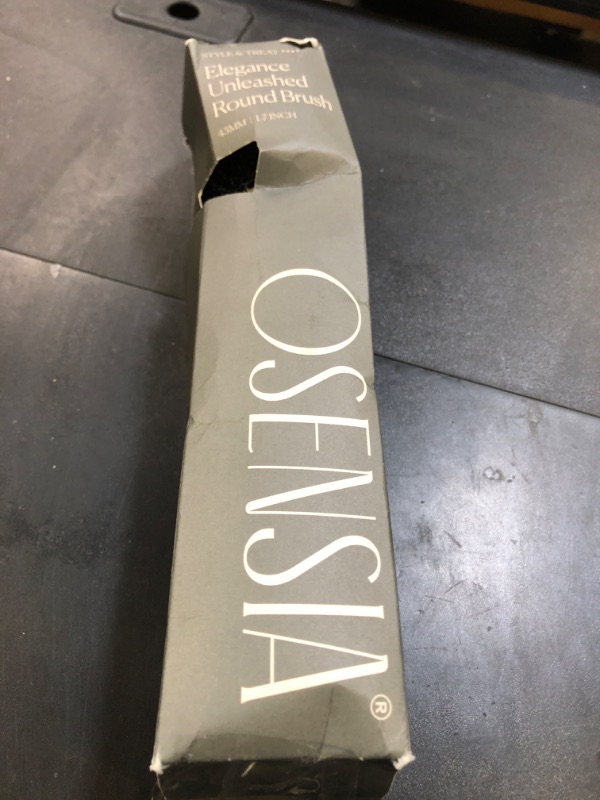 STYLE & TREAT
Elegance
Unleashed
Round Brush
43MM | 1.7 INCH
OSENSIA®